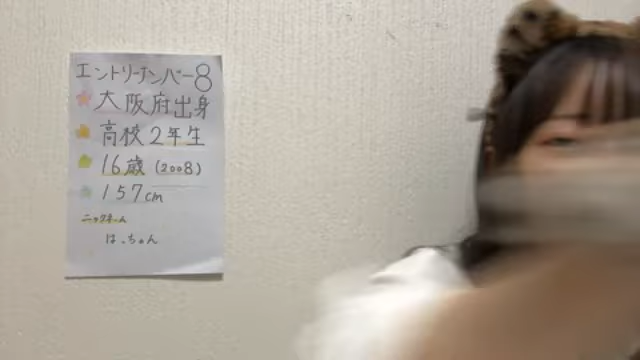 エントリーナンバー8
大阪府出身
高校2年生
16歳 (2008)
157cm
ニックネーム
は、ちゅん